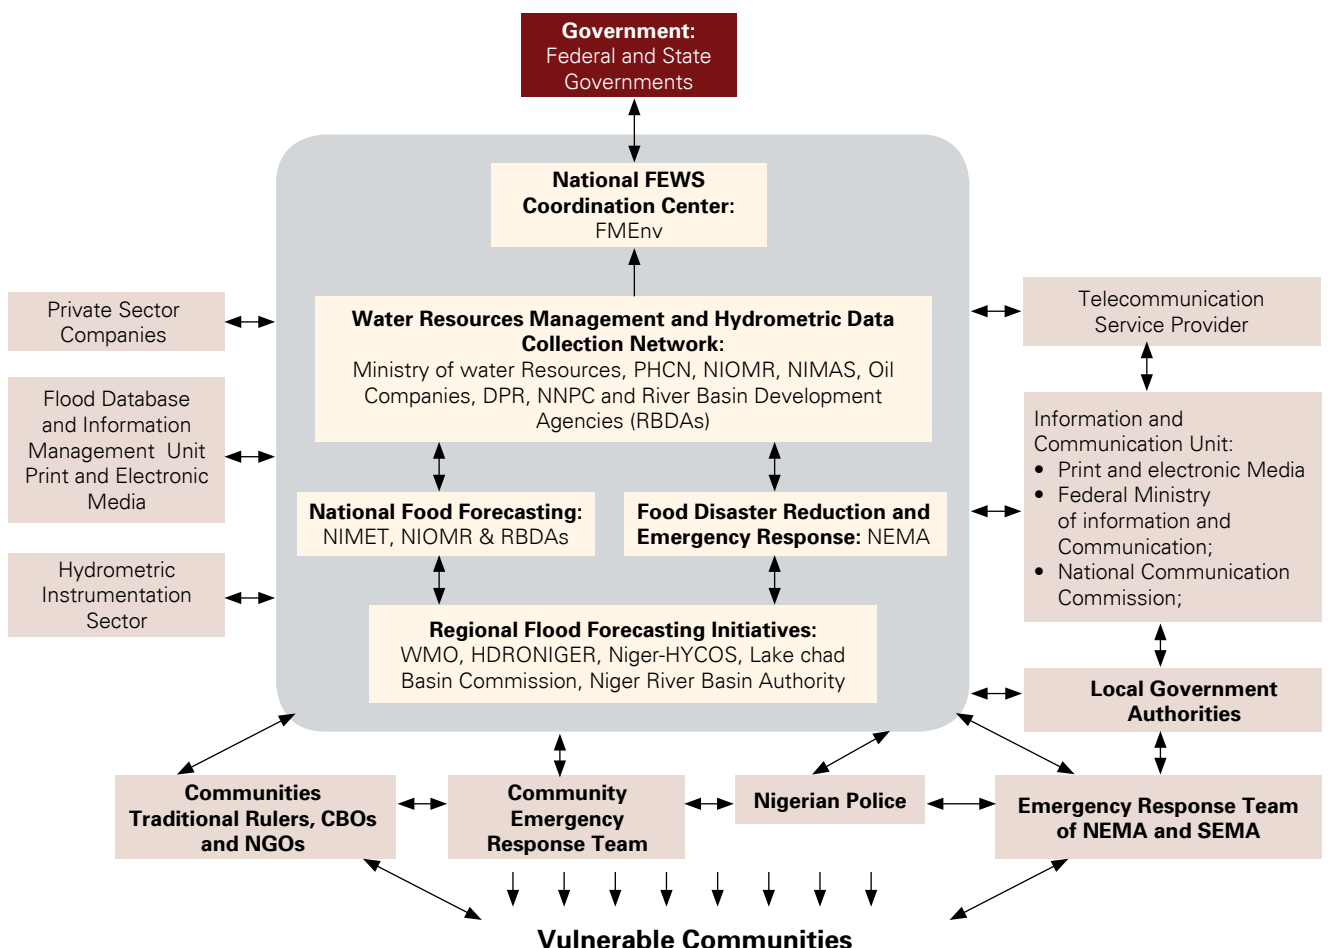 Government:
Federal and State
Governments
National FEWS
Coordination Center:
FMEnv
Water Resources Management and Hydrometric Data
Collection Network:
Ministry of water Resources, PHCN, NIOMR, NIMAS, Oil
Companies, DPR, NNPC and River Basin Development
Agencies (RBDAs)
National Food Forecasting:
NIMET, NIOMR & RBDAs
Food Disaster Reduction and
Emergency Response: NEMA
Regional Flood Forecasting Initiatives:
WMO, HDRONIGER, Niger-HYCOS, Lake chad
Basin Commission, Niger River Basin Authority
Private Sector
Companies
Flood Database
and Information
Management Unit
Print and Electronic
Media
Hydrometric
Instrumentation
Sector
Telecommunication
Service Provider
Information and
Communication Unit:
• Print and electronic Media
• Federal Ministry
of information and
Communication;
• National Communication
Commission;
Local Government
Authorities
Communities
Traditional Rulers, CBOs
and NGOs
Community
Emergency
Response Team
Nigerian Police
Emergency Response Team
of NEMA and SEMA
Vulnerable Communities